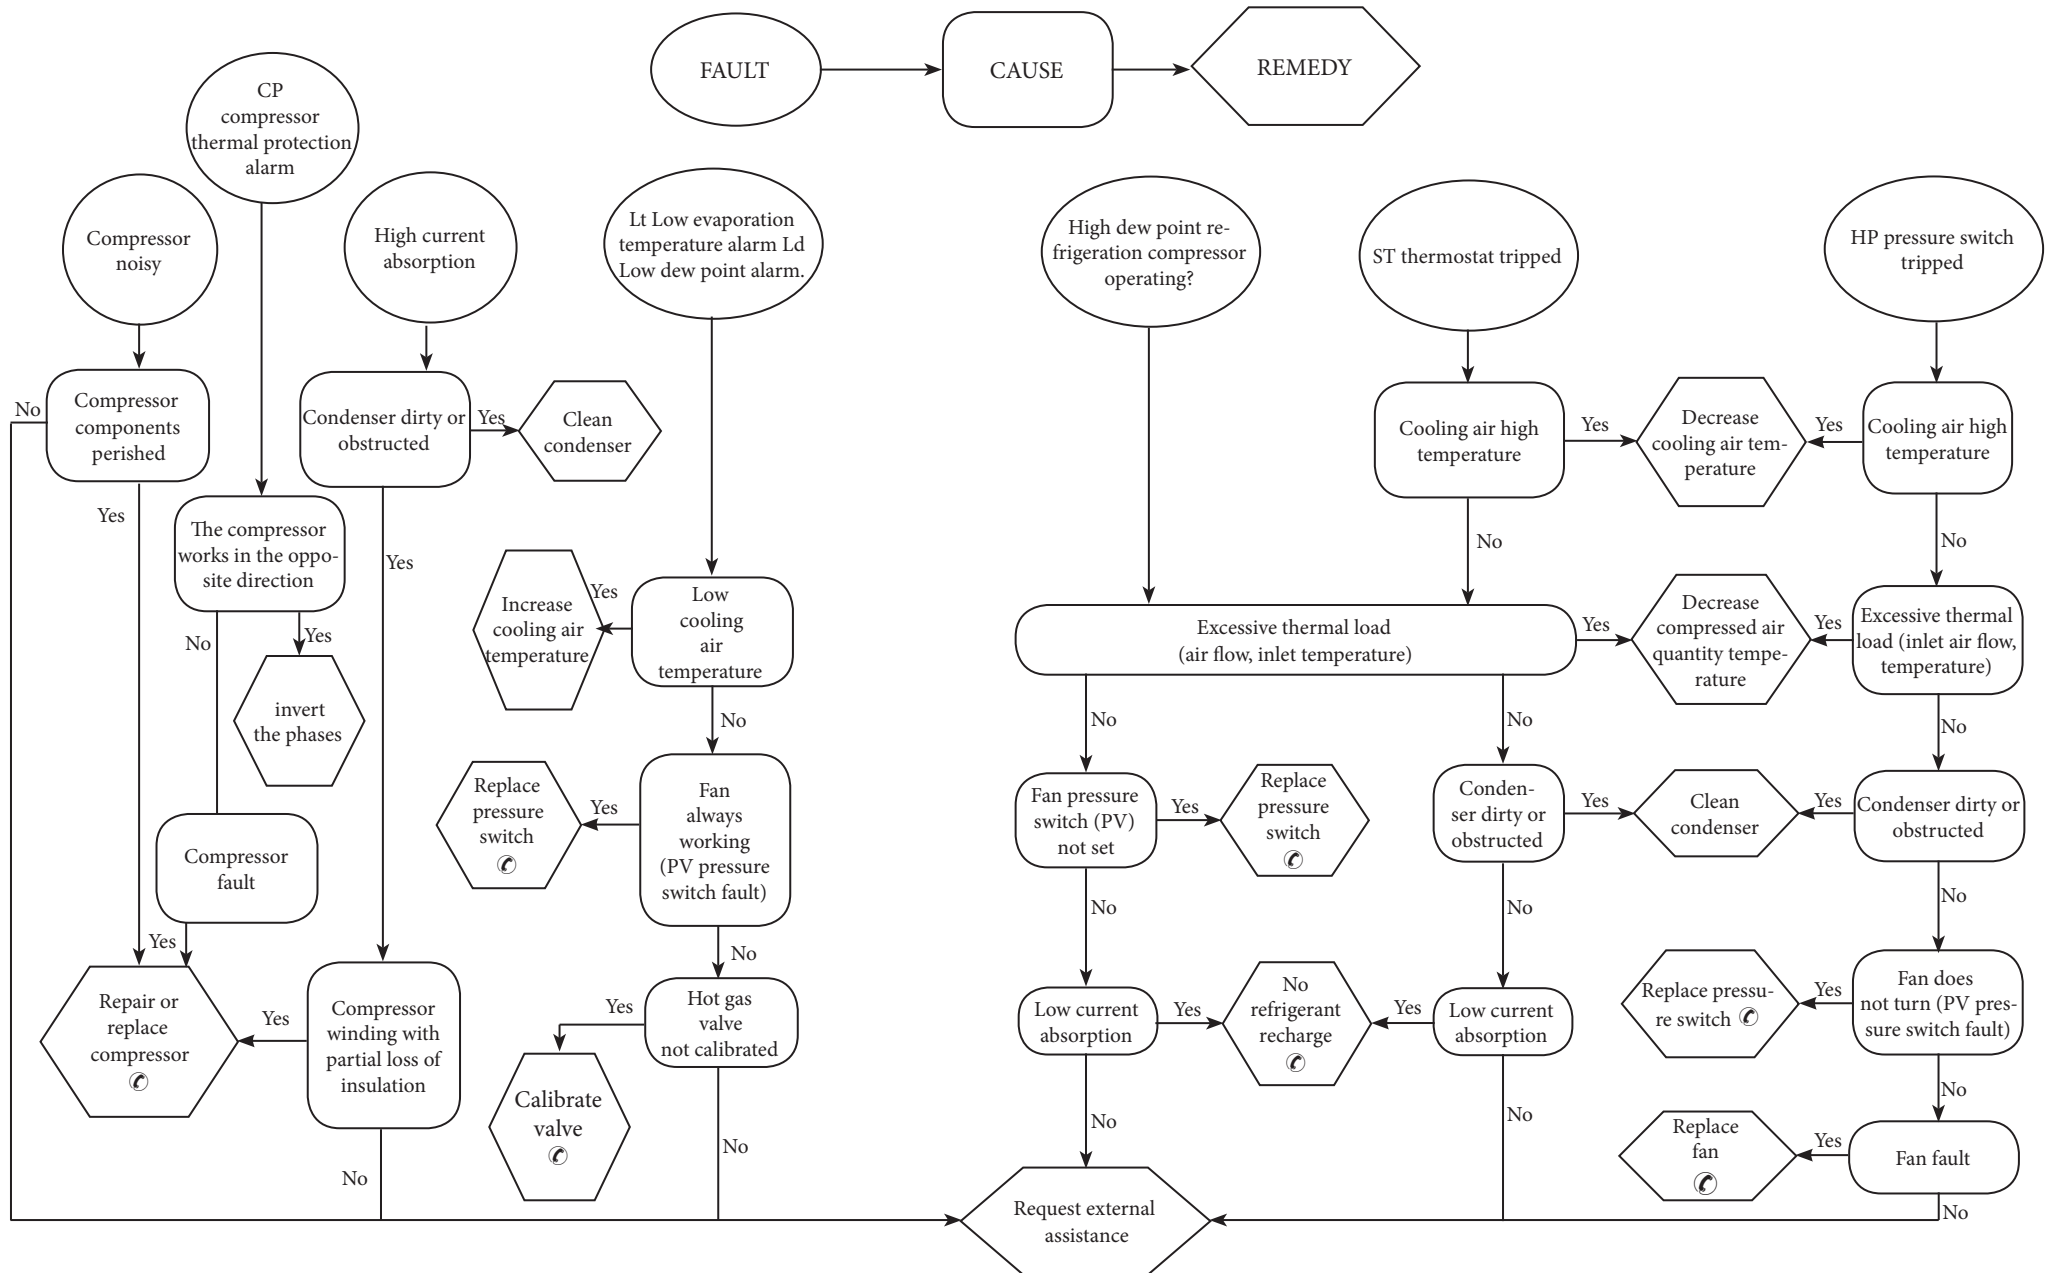 FAULT
CAUSE
REMEDY
CP
compressor
thermal protection
alarm
Compressor
noisy
High current
absorption
Lt Low evaporation
temperature alarm Ld
Low dew point alarm.
High dew point re-
frigeration compressor
operating?
ST thermostat tripped
HP pressure switch
tripped
No
Compressor
components
perished
Yes
Condenser dirty or
obstructed
Yes
Clean
condenser
Yes
The compressor
works in the oppo-
site direction
No
Yes
invert
the phases
Compressor
fault
Yes
Repair or
replace
compressor
Yes
Compressor
winding with
partial loss of
insulation
No
Increase
cooling air
temperature
Yes
Low
cooling
air
temperature
No
Replace
pressure
switch
Yes
Fan
always
working
(PV pressure
switch fault)
No
Yes
Hot gas
valve
not calibrated
Calibrate
valve
No
Cooling air high
temperature
Yes
Decrease
cooling air tem-
perature
Yes
Cooling air high
temperature
No
No
Excessive thermal load
(air flow, inlet temperature)
Yes
Decrease
compressed air
quantity tempe-
rature
Yes
Excessive thermal
load (inlet air flow,
temperature)
No
No
No
Fan pressure
switch (PV)
not set
Yes
Replace
pressure
switch
Conden-
ser dirty or
obstructed
Yes
Clean
condenser
Yes
Condenser dirty or
obstructed
No
No
No
Low current
absorption
Yes
No
refrigerant
recharge
Yes
Low current
absorption
Replace pressu-
re switch
Yes
Fan does
not turn (PV pres-
sure switch fault)
No
No
No
Replace
fan
Yes
Fan fault
No
Request external
assistance